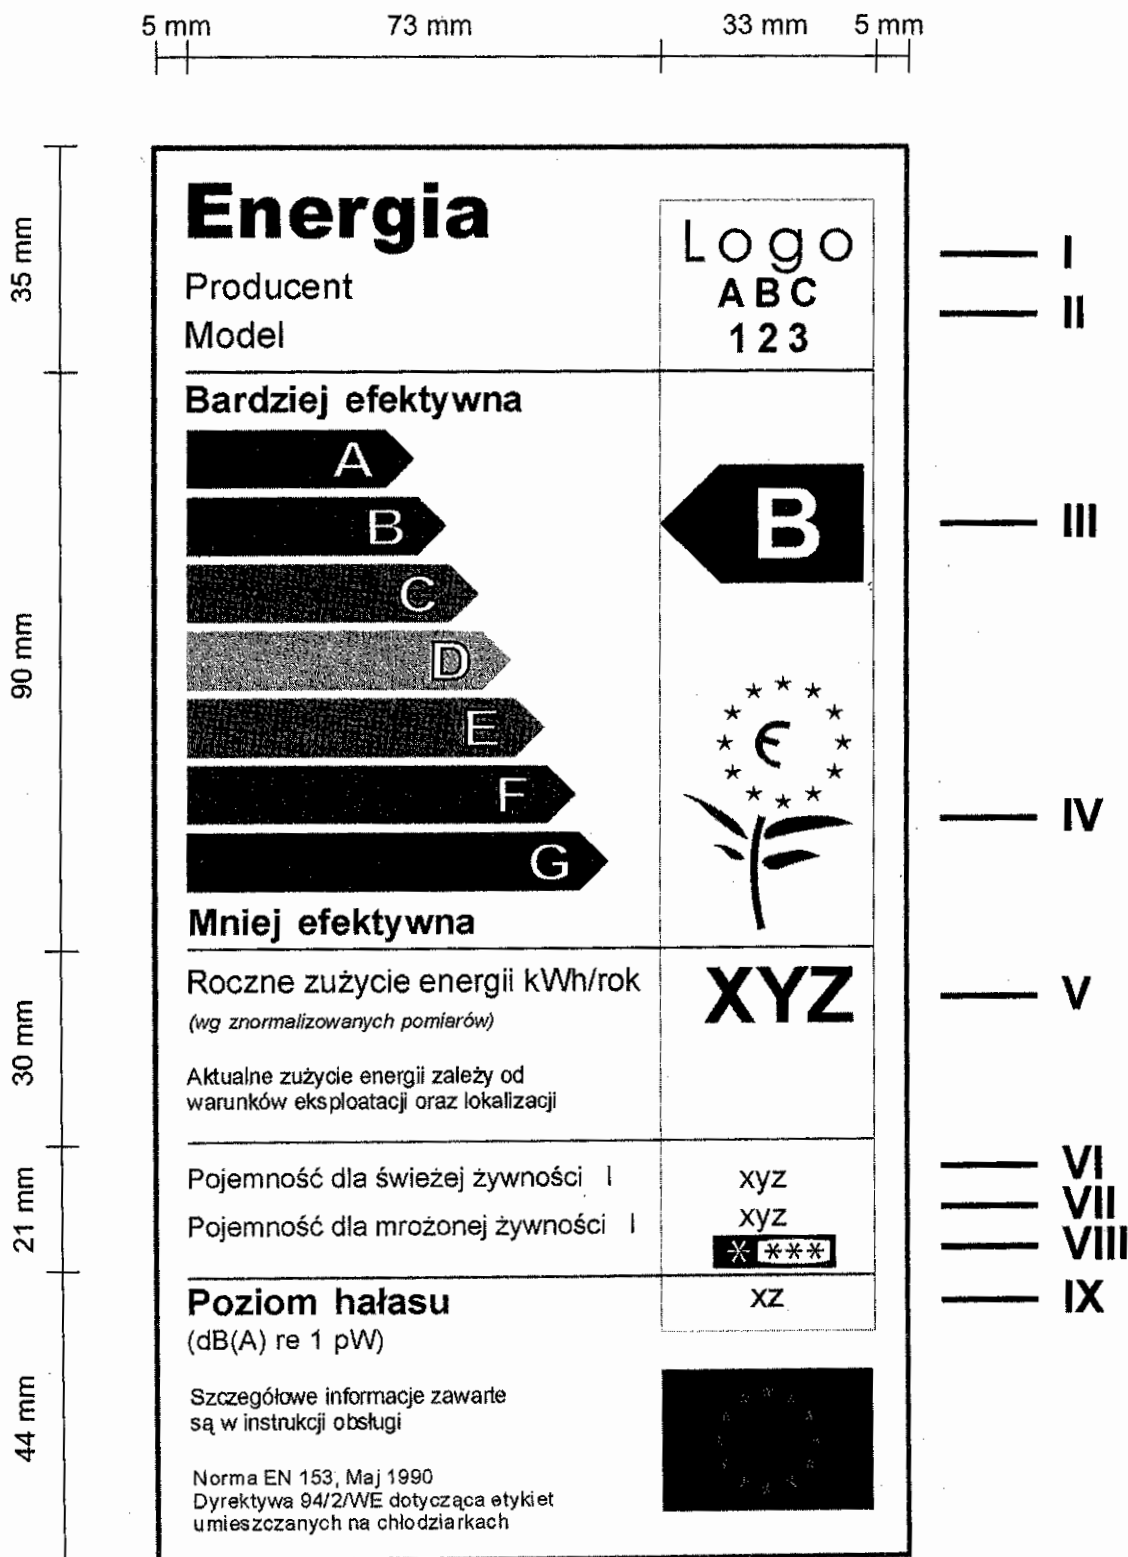 5 mm 73 mm 33 mm 5 mm
35 mm
90 mm
30 mm
21 mm
44 mm
Energia
Producent
Model
Logo
ABC
123
I
II
Bardziej efektywna
A
B
C
D
E
F
G
Mniej efektywna
B
III
IV
Roczne zużycie energii kWh/rok
(wg znormalizowanych pomiarów)
XYZ
V
Aktualne zużycie energii zależy od
warunków eksploatacji oraz lokalizacji
Pojemność dla świeżej żywności l
xyz
VI
Pojemność dla mrożonej żywności l
xyz
VII
* ***
VIII
Poziom hałasu
(dB(A) re 1 pW)
xz
IX
Szczegółowe informacje zawarte
są w instrukcji obsługi
Norma EN 153, Maj 1990
Dyrektywa 94/2/WE dotycząca etykiet
umieszczanych na chłodziarkach